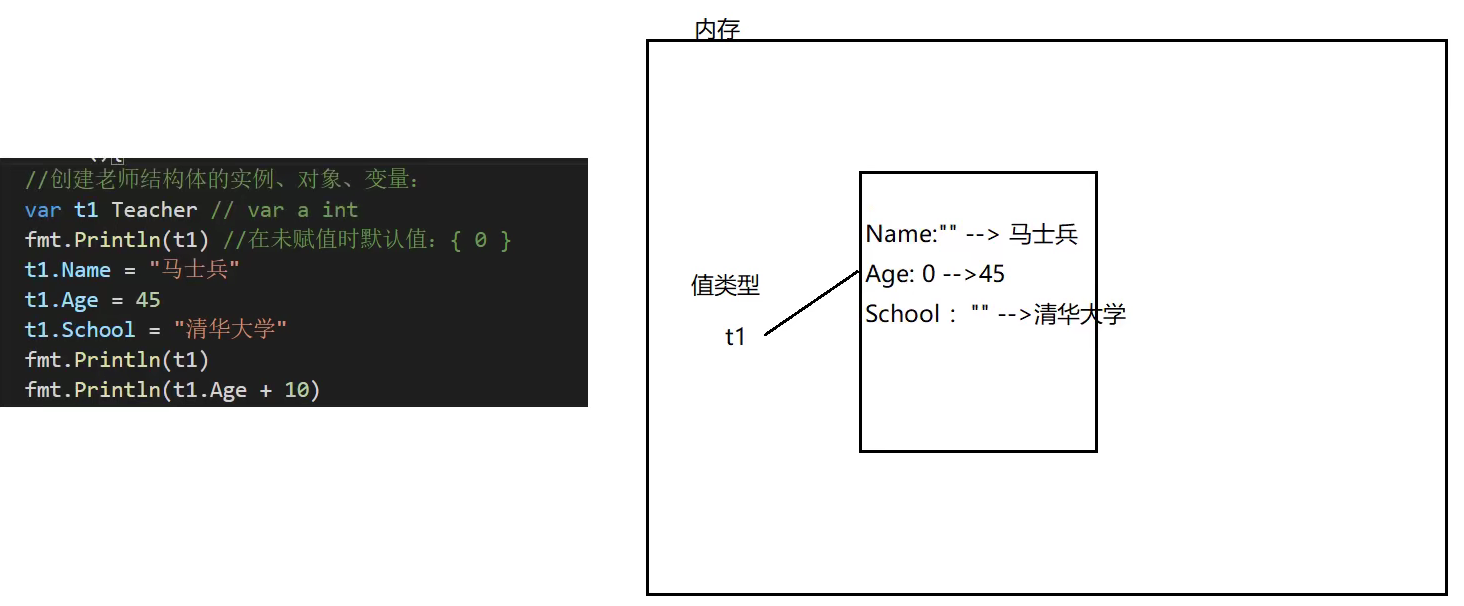 //创建老师结构体的实例、对象、变量:
var t1 Teacher // var a int
fmt.Println(t1) //在未赋值时默认值：{ 0 }
t1.Name = "马士兵"
t1.Age = 45
t1.School = "清华大学"
fmt.Println(t1)
fmt.Println(t1.Age + 10)
内存
Name:"" --> 马士兵
Age: 0 -->45
School： "" -->清华大学
值类型
t1